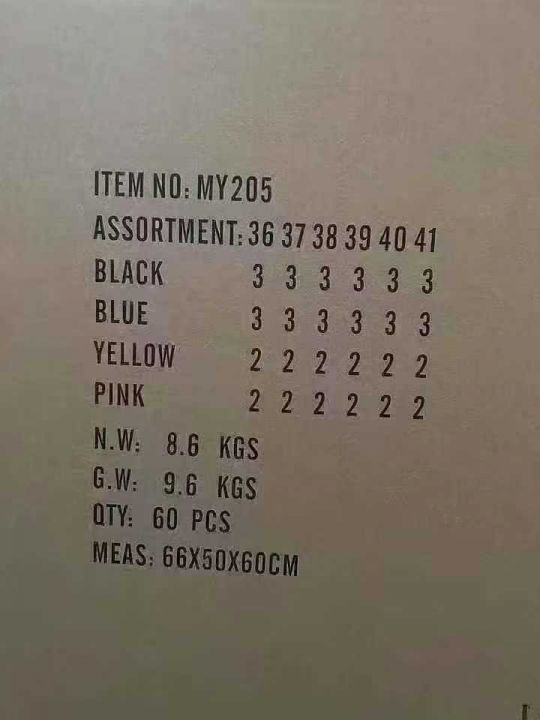 ITEM NO: MY205
ASSORTMENT: 36 37 38 39 40 41
BLACK 3 3 3 3 3 3
BLUE 3 3 3 3 3 3
YELLOW 2 2 2 2 2 2
PINK 2 2 2 2 2 2
N.W: 8.6 KGS
G.W: 9.6 KGS
QTY: 60 PCS
MEAS: 66X50X60CM